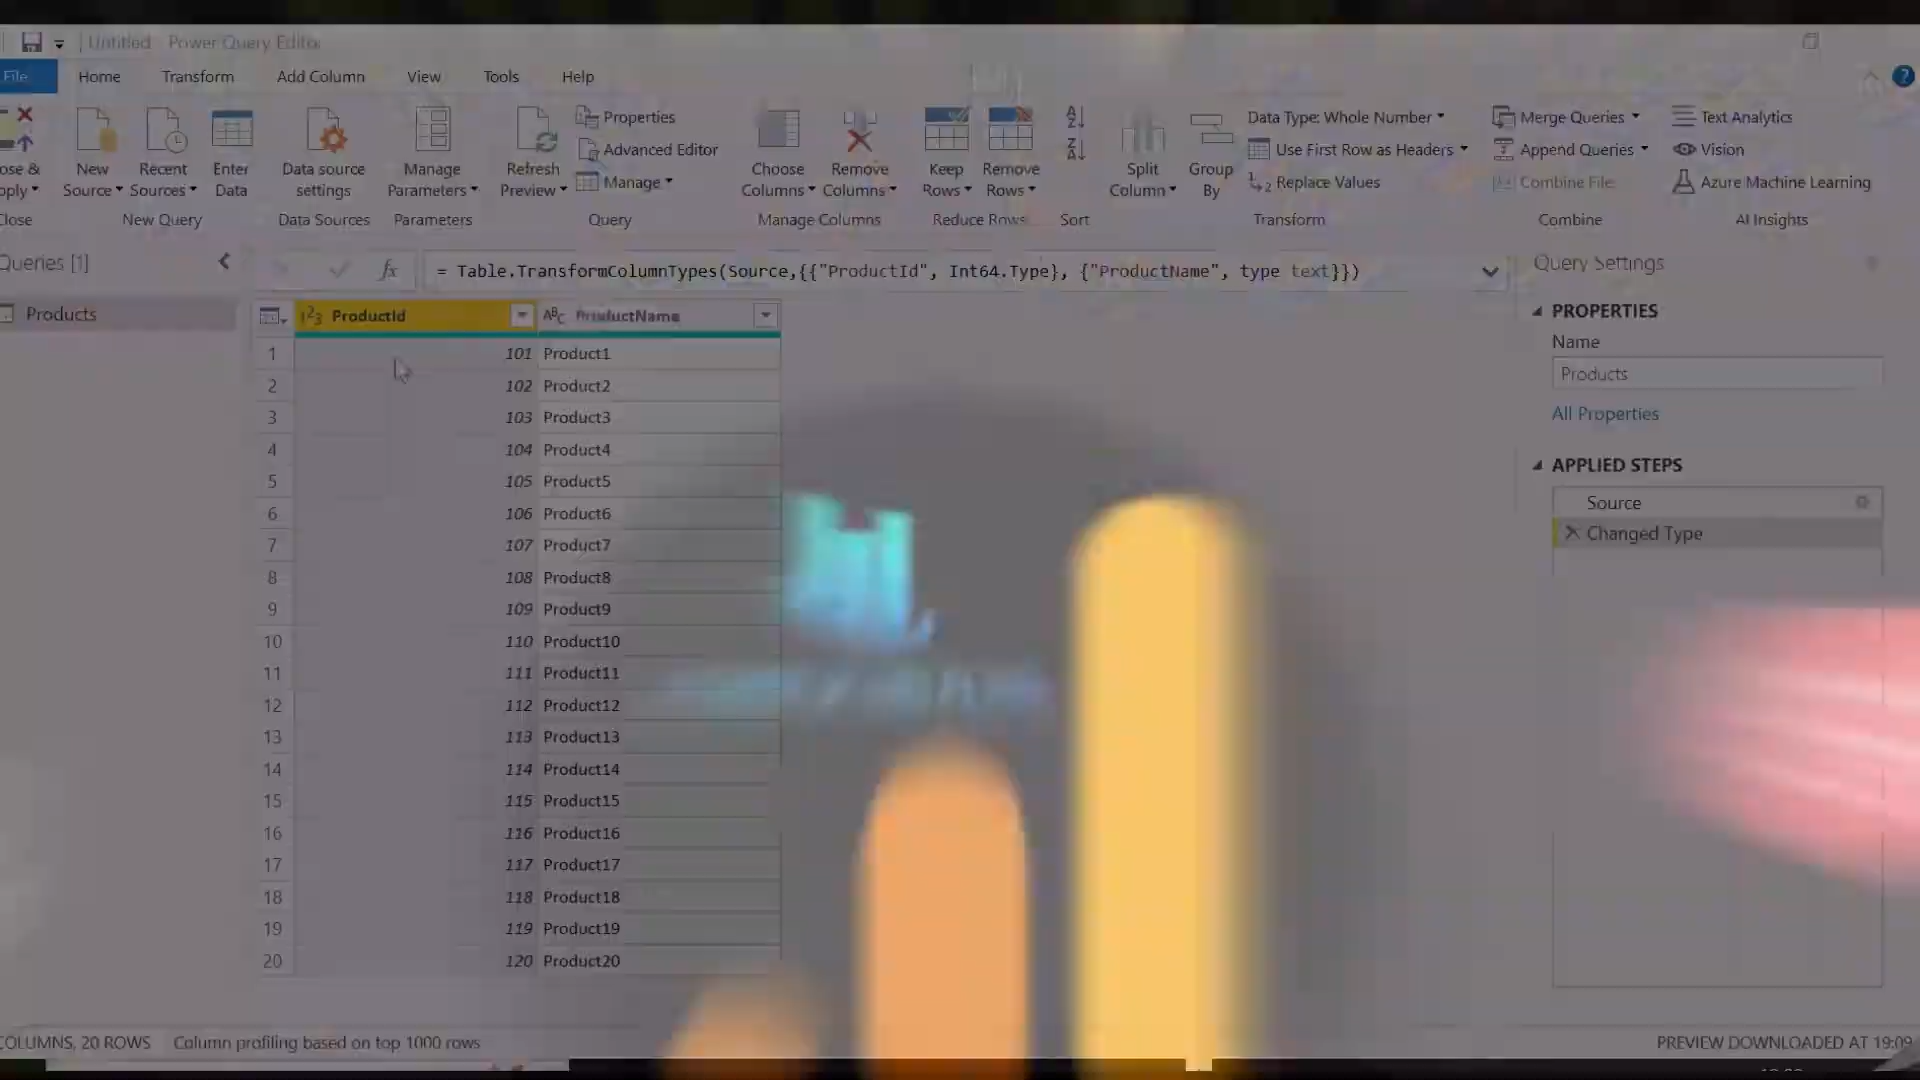 Untitled - Power Query Editor
File Home Transform Add Column View Tools Help
New Source
Recent Sources
Enter Data
Data source settings
Manage Parameters
Refresh Preview
Properties
Advanced Editor
Manage
Choose Columns
Remove Columns
Keep Rows
Remove Rows
A Z
Z A
Split Column
Group By
Data Type: Whole Number
Use First Row as Headers
1 2 Replace Values
Merge Queries
Append Queries
Combine Files
Text Analytics
Vision
Azure Machine Learning
Close New Query Data Sources Parameters Query Manage Columns Reduce Rows Sort Transform Combine AI Insights
Queries [1]
Products
fx = Table.TransformColumnTypes(Source,{{"ProductId", Int64.Type}, {"ProductName", type text}})
123 ProductId ABC ProductName
1 101 Product1
2 102 Product2
3 103 Product3
4 104 Product4
5 105 Product5
6 106 Product6
7 107 Product7
8 108 Product8
9 109 Product9
10 110 Product10
11 111 Product11
12 112 Product12
13 113 Product13
14 114 Product14
15 115 Product15
16 116 Product16
17 117 Product17
18 118 Product18
19 119 Product19
20 120 Product20
Query Settings
PROPERTIES
Name
Products
All Properties
APPLIED STEPS
Source
Changed Type
COLUMNS, 20 ROWS Column profiling based on top 1000 rows
PREVIEW DOWNLOADED AT 19:09